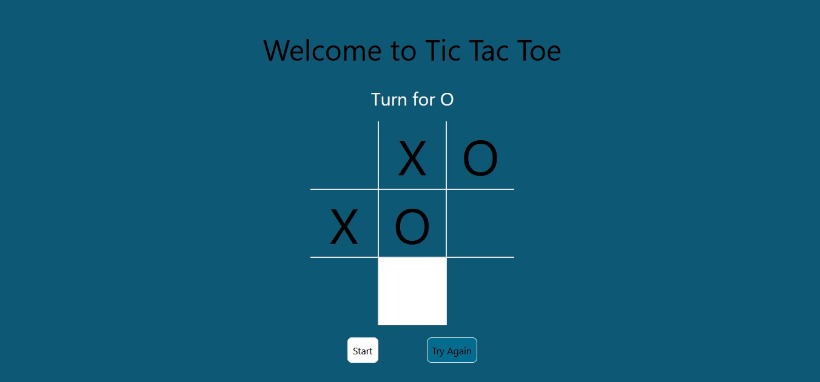 Welcome to Tic Tac Toe
Turn for O
X O
X O
Start Try Again